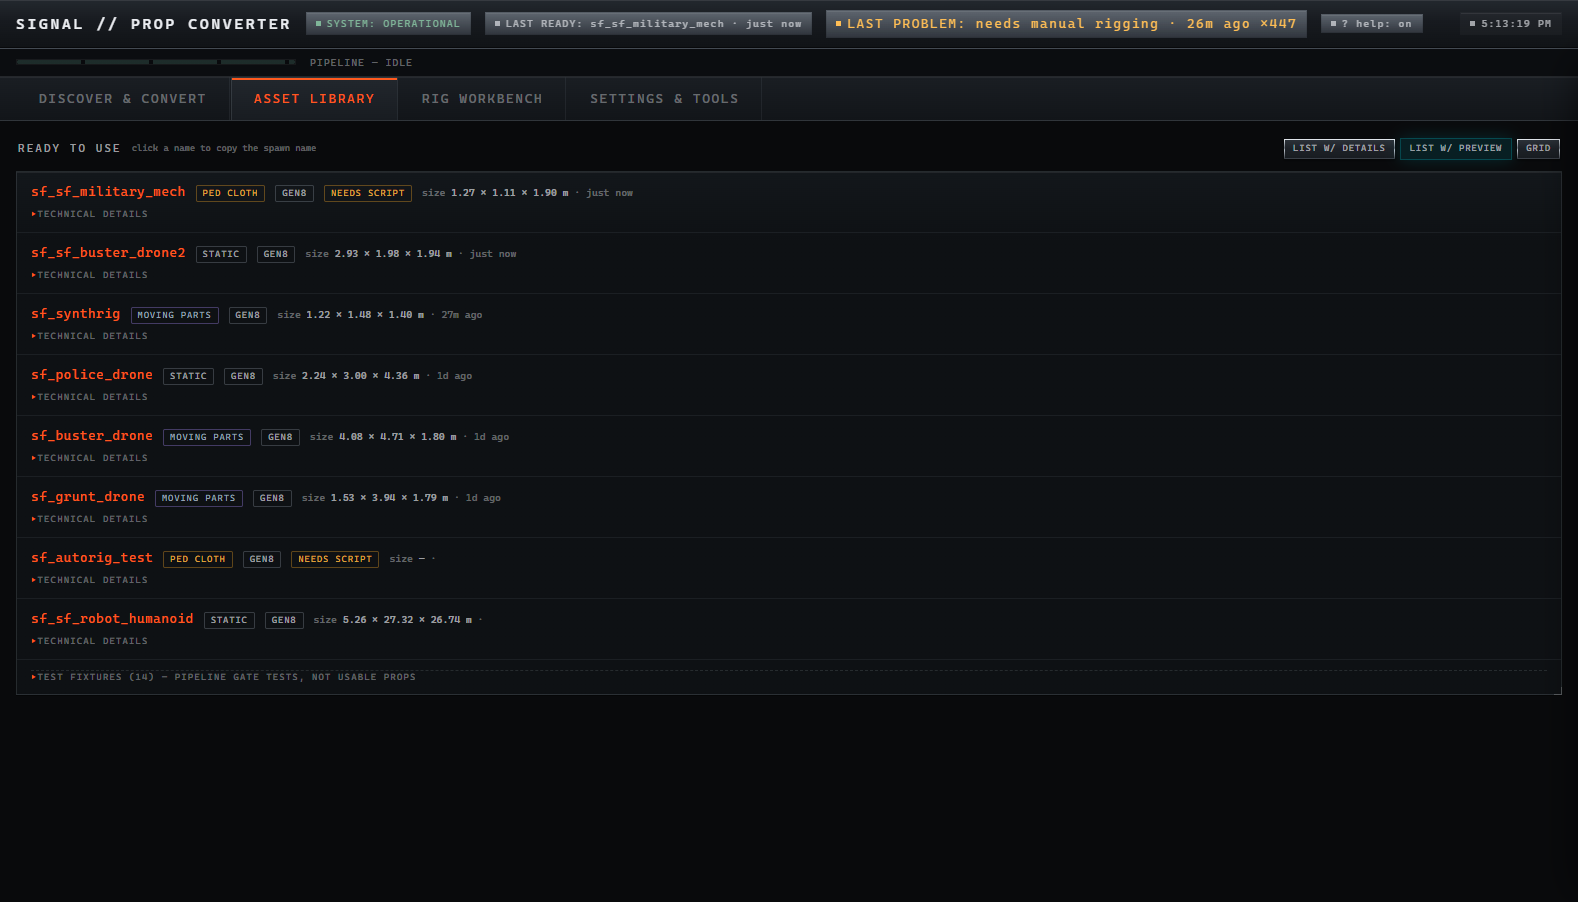 SIGNAL // PROP CONVERTER
SYSTEM: OPERATIONAL
LAST READY: sf_sf_military_mech · just now
LAST PROBLEM: needs manual rigging · 26m ago ×447
? help: on
5:13:19 PM
PIPELINE — IDLE
DISCOVER & CONVERT
ASSET LIBRARY
RIG WORKBENCH
SETTINGS & TOOLS
READY TO USE click a name to copy the spawn name
LIST W/ DETAILS
LIST W/ PREVIEW
GRID
sf_sf_military_mech PED CLOTH GEN8 NEEDS SCRIPT size 1.27 × 1.11 × 1.90 m · just now
TECHNICAL DETAILS
sf_sf_buster_drone2 STATIC GEN8 size 2.93 × 1.98 × 1.94 m · just now
TECHNICAL DETAILS
sf_synthrig MOVING PARTS GEN8 size 1.22 × 1.48 × 1.40 m · 27m ago
TECHNICAL DETAILS
sf_police_drone STATIC GEN8 size 2.24 × 3.00 × 4.36 m · 1d ago
TECHNICAL DETAILS
sf_buster_drone MOVING PARTS GEN8 size 4.08 × 4.71 × 1.80 m · 1d ago
TECHNICAL DETAILS
sf_grunt_drone MOVING PARTS GEN8 size 1.53 × 3.94 × 1.79 m · 1d ago
TECHNICAL DETAILS
sf_autorig_test PED CLOTH GEN8 NEEDS SCRIPT size — ·
TECHNICAL DETAILS
sf_sf_robot_humanoid STATIC GEN8 size 5.26 × 27.32 × 26.74 m ·
TECHNICAL DETAILS
TEST FIXTURES (14) — PIPELINE GATE TESTS, NOT USABLE PROPS